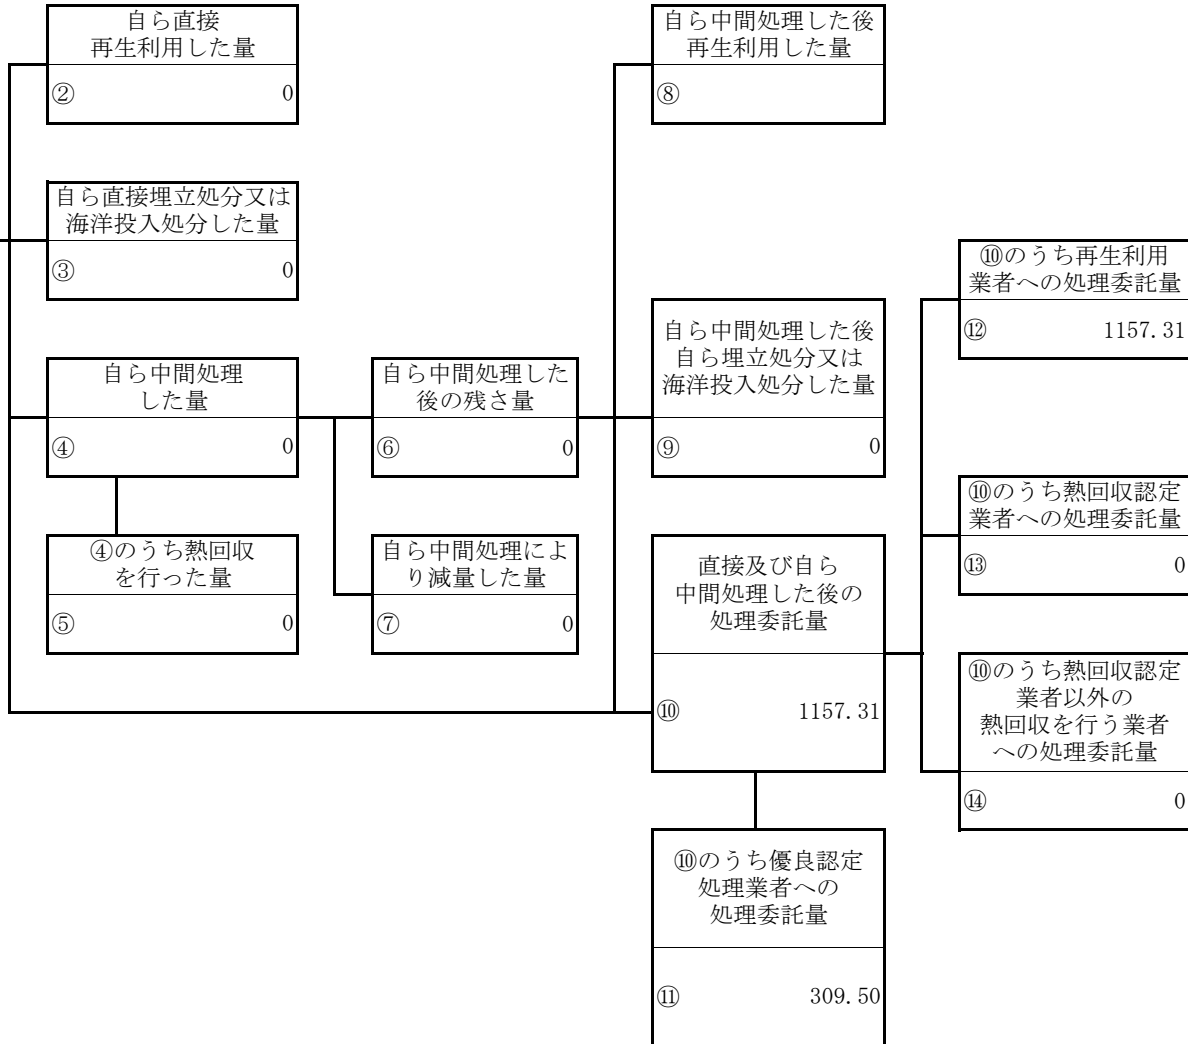 自ら直接
再生利用した量
② 0
自ら中間処理した後
再生利用した量
⑧
自ら直接埋立処分又は
海洋投入処分した量
③ 0
⑩のうち再生利用
業者への処理委託量
⑫ 1157.31
自ら中間処理した後
自ら埋立処分又は
海洋投入処分した量
⑨ 0
自ら中間処理
した量
④ 0
自ら中間処理した
後の残さ量
⑥ 0
⑩のうち熱回収認定
業者への処理委託量
⑬ 0
④のうち熱回収
を行った量
⑤ 0
自ら中間処理によ
り減量した量
⑦ 0
直接及び自ら
中間処理した後の
処理委託量
⑩ 1157.31
⑩のうち熱回収認定
業者以外の
熱回収を行う業者
への処理委託量
⑭ 0
⑩のうち優良認定
処理業者への
処理委託量
⑪ 309.50